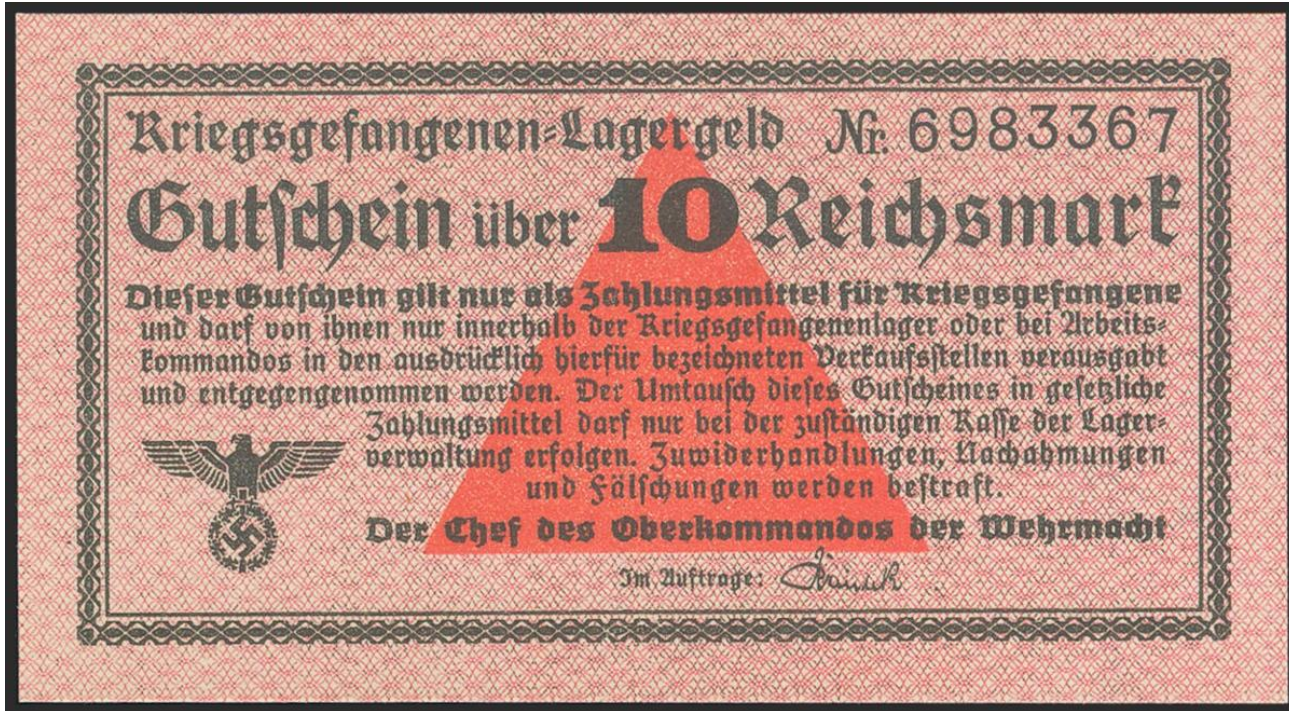 Kriegsgefangenen-Lagergeld Nr. 6983367
Gutschein über 10 Reichsmark
Dieser Gutschein gilt nur als Zahlungsmittel für Kriegsgefangene
und darf von ihnen nur innerhalb der Kriegsgefangenenlager oder bei Arbeits-
kommandos in den ausdrücklich hierfür bezeichneten Verkaufsstellen verausgabt
und entgegengenommen werden. Der Umtausch dieses Gutscheines in gesetzliche
Zahlungsmittel darf nur bei der zuständigen Kasse der Lager-
verwaltung erfolgen. Zuwiderhandlungen, Nachahmungen
und Fälschungen werden bestraft.
Der Chef des Oberkommandos der Wehrmacht
Im Auftrage: